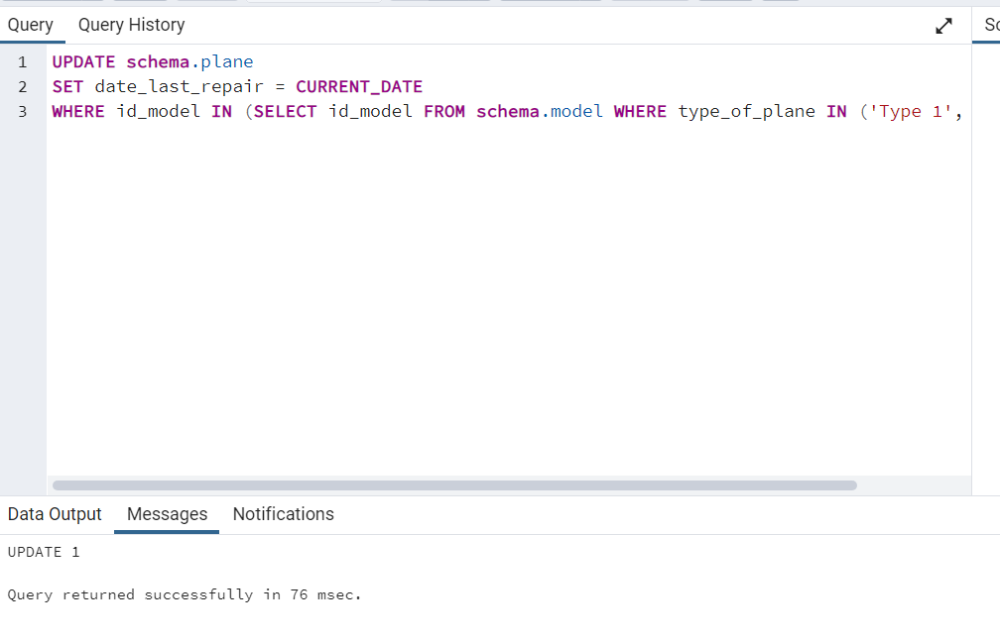 Query Query History
1 UPDATE schema.plane
2 SET date_last_repair = CURRENT_DATE
3 WHERE id_model IN (SELECT id_model FROM schema.model WHERE type_of_plane IN ('Type 1',
Data Output Messages Notifications
UPDATE 1
Query returned successfully in 76 msec.